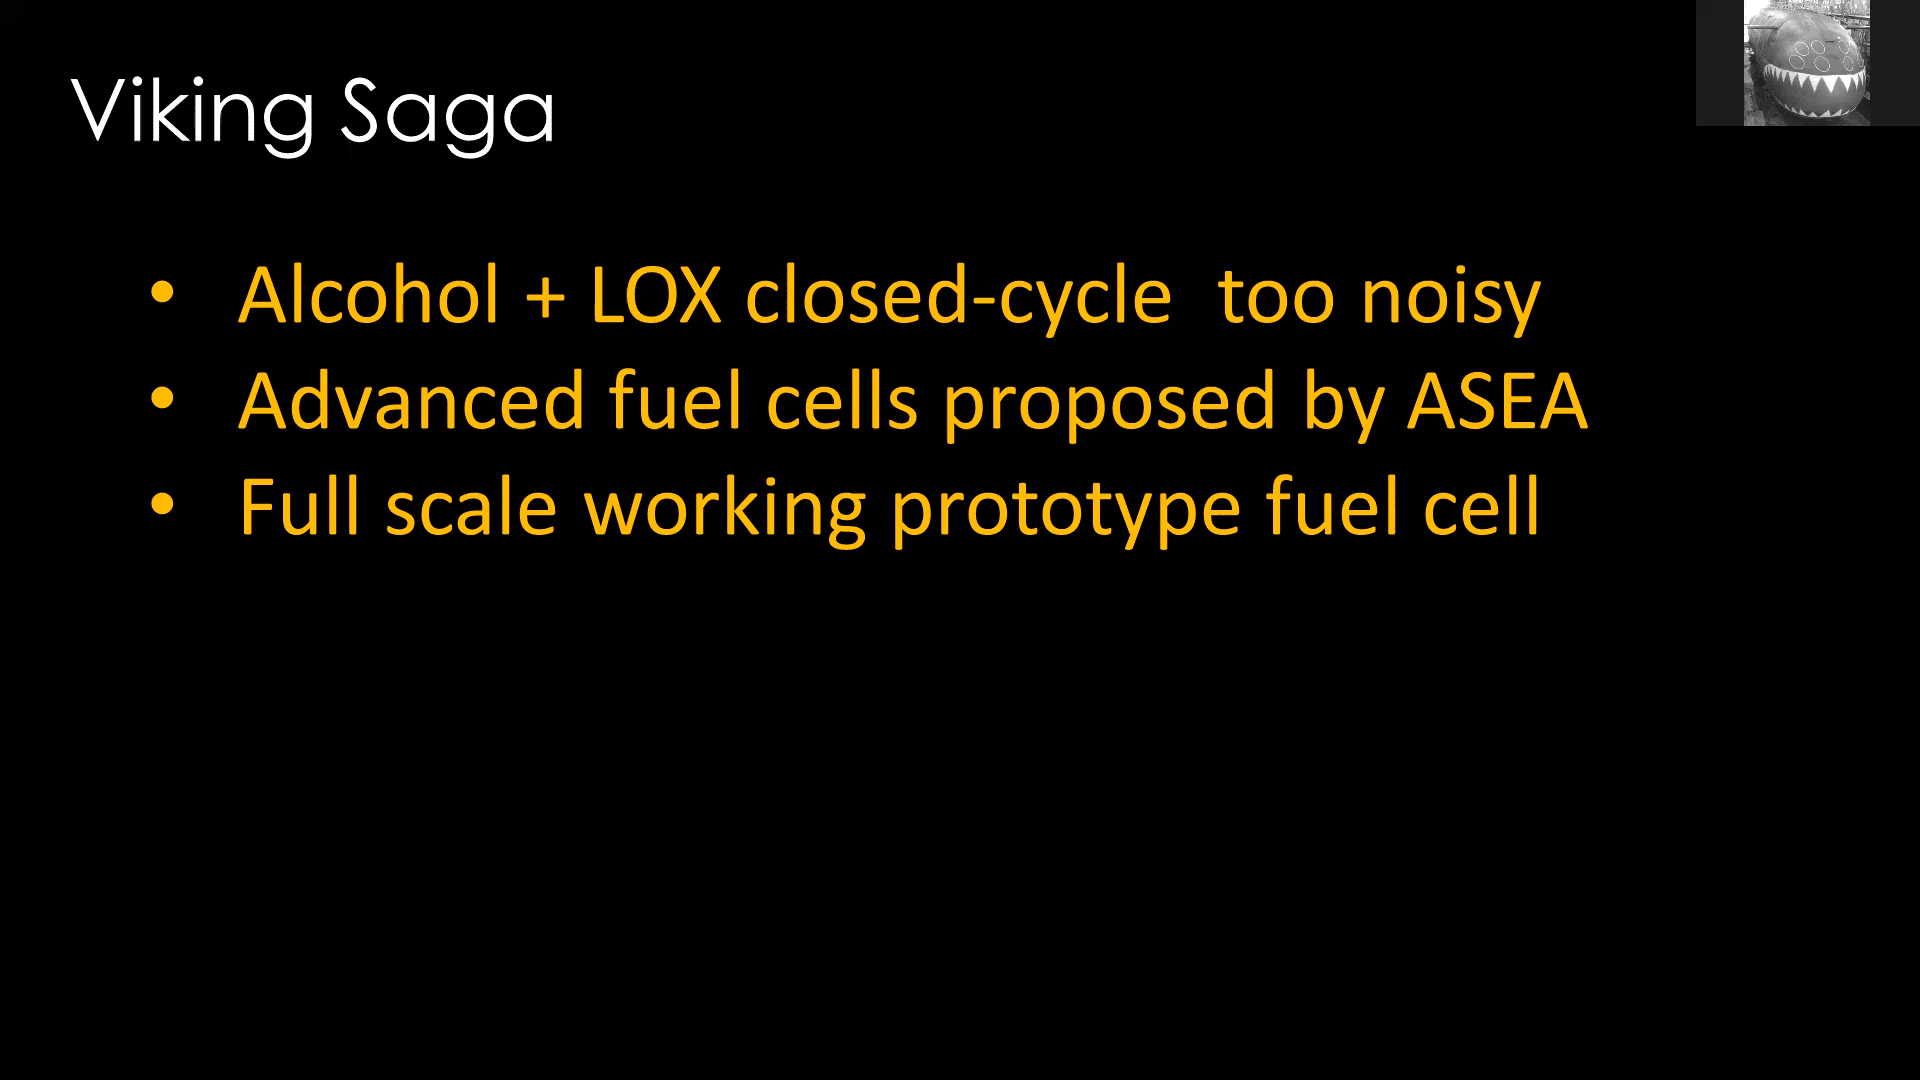 Viking Saga
• Alcohol + LOX closed-cycle  too noisy
• Advanced fuel cells proposed by ASEA
• Full scale working prototype fuel cell